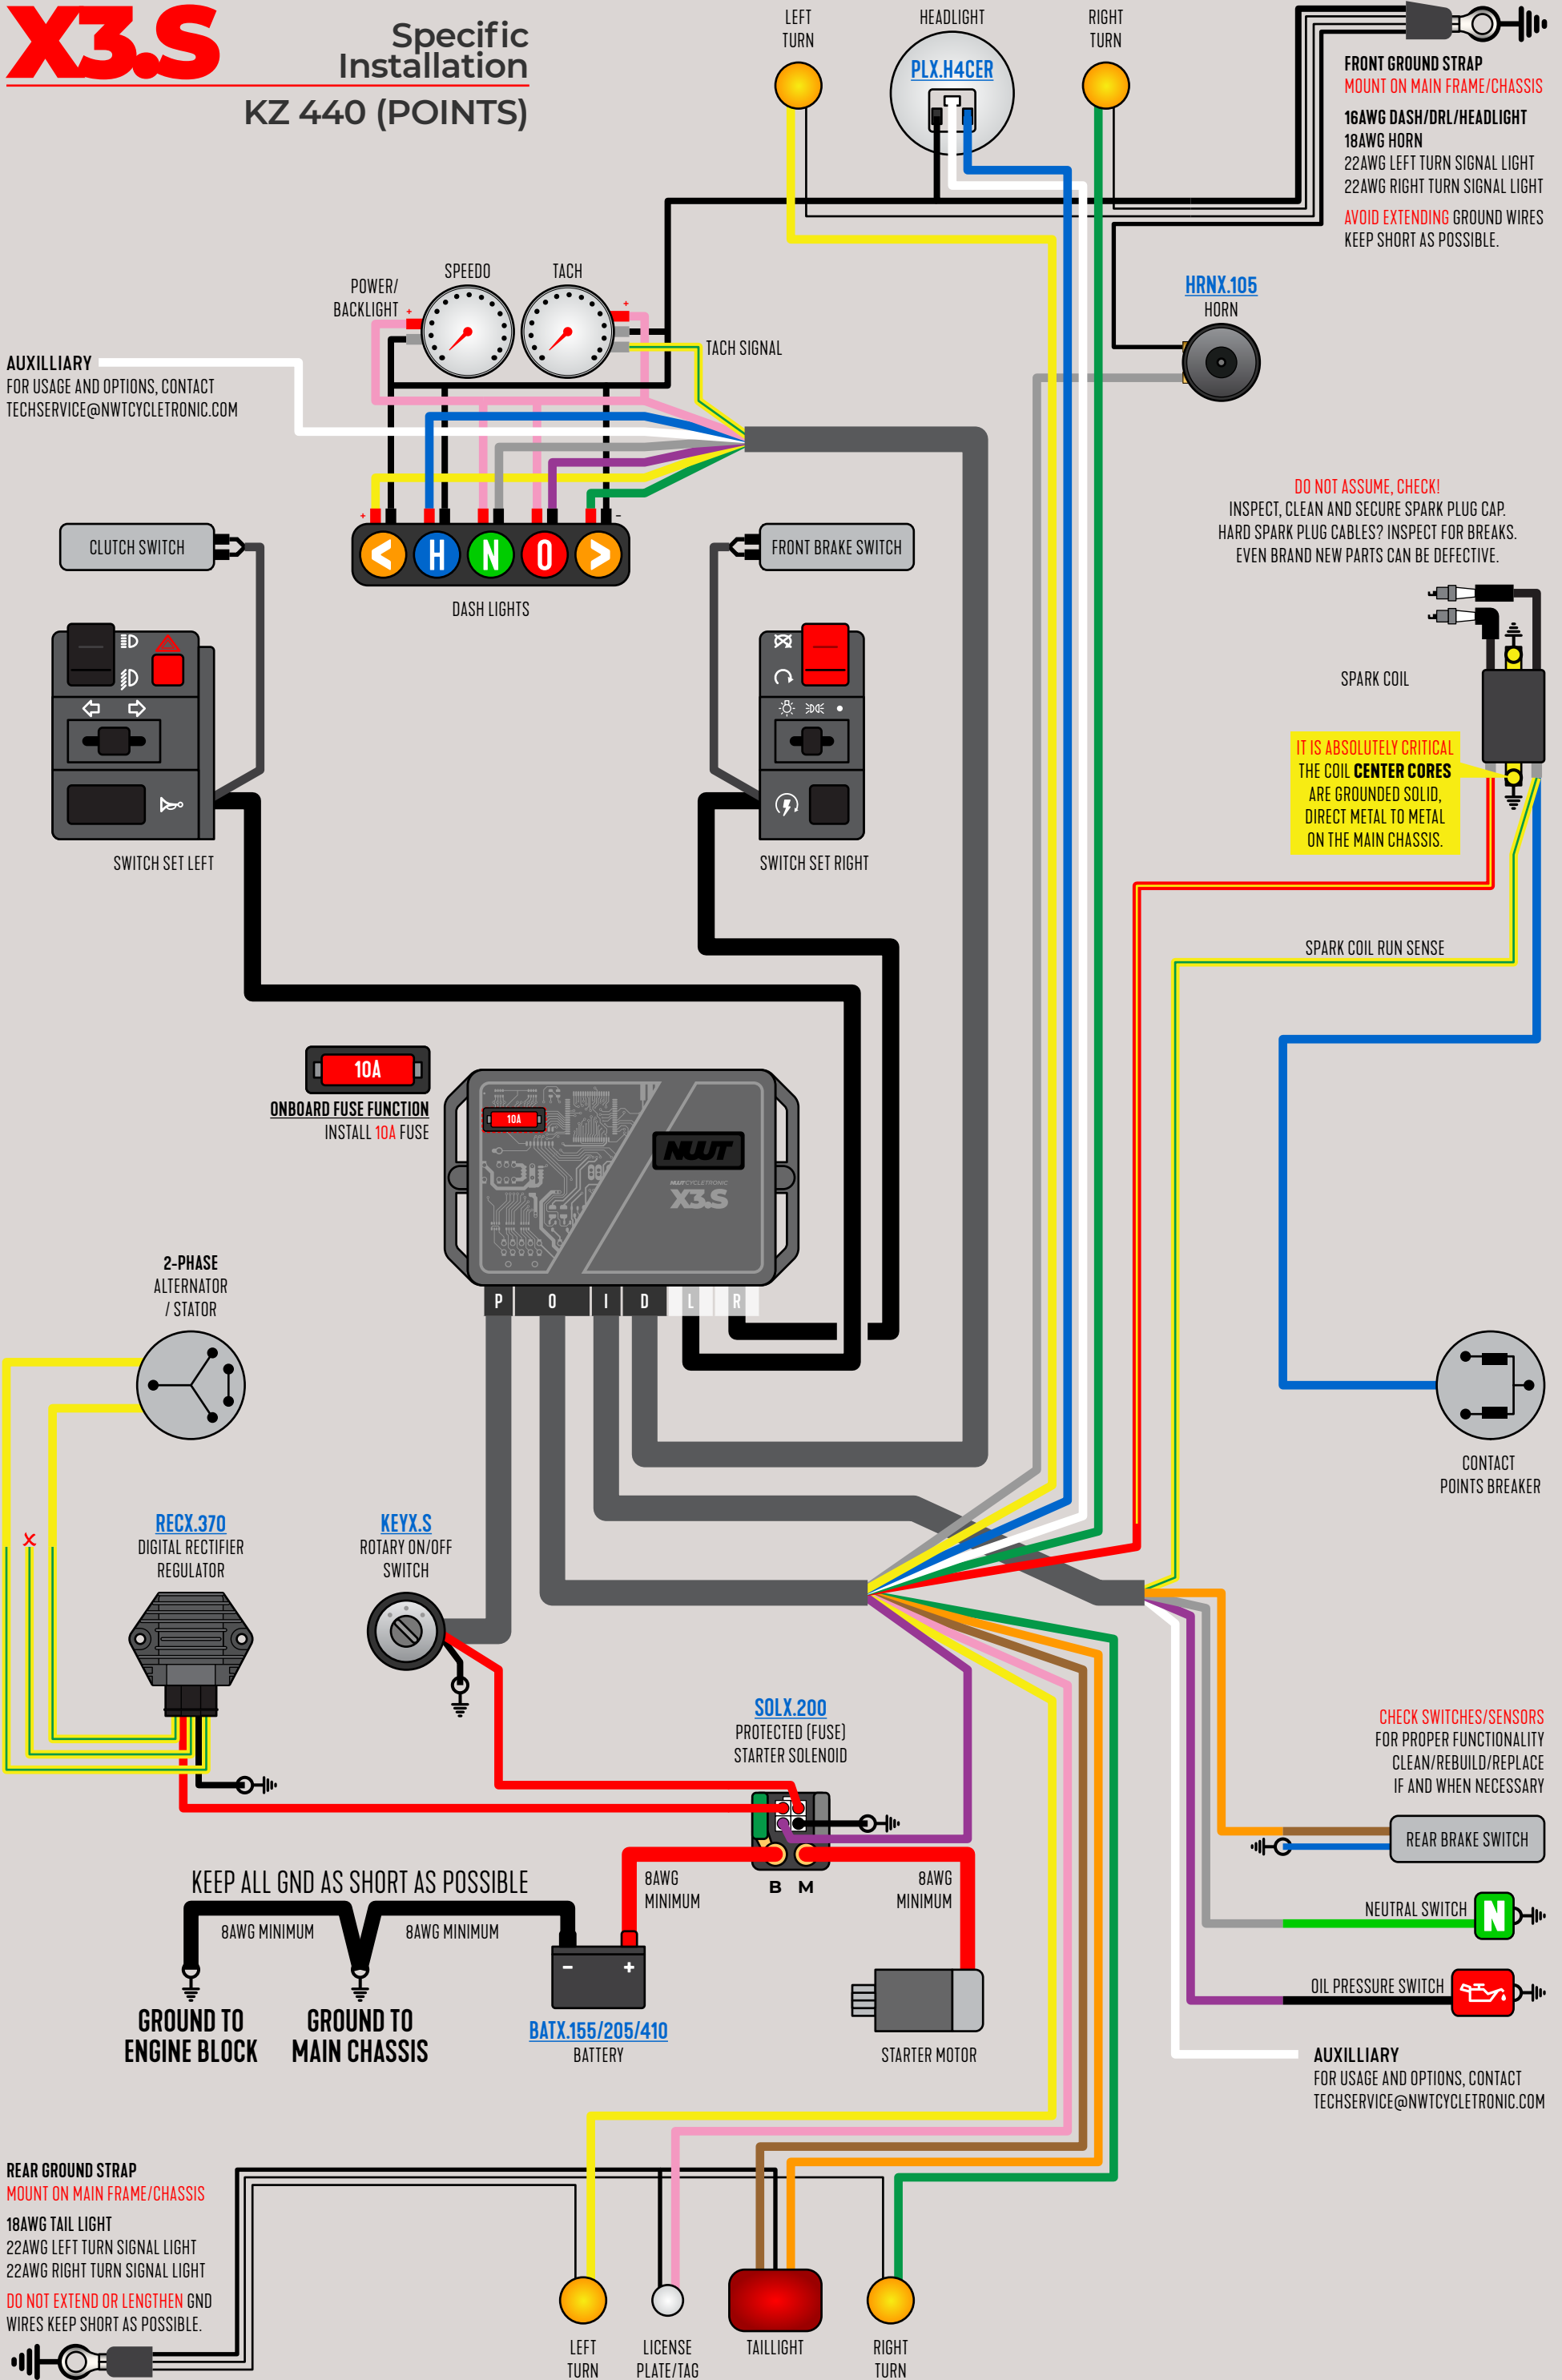 X3.S
Specific
Installation
KZ 440 (POINTS)
LEFT
TURN
HEADLIGHT
PLX.H4CER
RIGHT
TURN
FRONT GROUND STRAP
MOUNT ON MAIN FRAME/CHASSIS
16AWG DASH/DRL/HEADLIGHT
18AWG HORN
22AWG LEFT TURN SIGNAL LIGHT
22AWG RIGHT TURN SIGNAL LIGHT
AVOID EXTENDING GROUND WIRES
KEEP SHORT AS POSSIBLE.
POWER/
BACKLIGHT
SPEEDO
TACH
+
+
TACH SIGNAL
HRNX.105
HORN
AUXILLIARY
FOR USAGE AND OPTIONS, CONTACT
TECHSERVICE@NWTCYCLETRONIC.COM
+
-
< H N O >
DASH LIGHTS
CLUTCH SWITCH
FRONT BRAKE SWITCH
DO NOT ASSUME, CHECK!
INSPECT, CLEAN AND SECURE SPARK PLUG CAP.
HARD SPARK PLUG CABLES? INSPECT FOR BREAKS.
EVEN BRAND NEW PARTS CAN BE DEFECTIVE.
SWITCH SET LEFT
SWITCH SET RIGHT
SPARK COIL
IT IS ABSOLUTELY CRITICAL
THE COIL CENTER CORES
ARE GROUNDED SOLID,
DIRECT METAL TO METAL
ON THE MAIN CHASSIS.
SPARK COIL RUN SENSE
10A
ONBOARD FUSE FUNCTION
INSTALL 10A FUSE
10A
NWT
NWT CYCLETRONIC
X3.S
P O I D L R
2-PHASE
ALTERNATOR
/ STATOR
CONTACT
POINTS BREAKER
X
RECX.370
DIGITAL RECTIFIER
REGULATOR
KEYX.S
ROTARY ON/OFF
SWITCH
SOLX.200
PROTECTED (FUSE)
STARTER SOLENOID
B M
CHECK SWITCHES/SENSORS
FOR PROPER FUNCTIONALITY
CLEAN/REBUILD/REPLACE
IF AND WHEN NECESSARY
REAR BRAKE SWITCH
NEUTRAL SWITCH
N
OIL PRESSURE SWITCH
AUXILLIARY
FOR USAGE AND OPTIONS, CONTACT
TECHSERVICE@NWTCYCLETRONIC.COM
KEEP ALL GND AS SHORT AS POSSIBLE
8AWG MINIMUM
8AWG MINIMUM
8AWG
MINIMUM
8AWG
MINIMUM
GROUND TO
ENGINE BLOCK
GROUND TO
MAIN CHASSIS
- +
BATX.155/205/410
BATTERY
STARTER MOTOR
REAR GROUND STRAP
MOUNT ON MAIN FRAME/CHASSIS
18AWG TAIL LIGHT
22AWG LEFT TURN SIGNAL LIGHT
22AWG RIGHT TURN SIGNAL LIGHT
DO NOT EXTEND OR LENGTHEN GND
WIRES KEEP SHORT AS POSSIBLE.
LEFT
TURN
LICENSE
PLATE/TAG
TAILLIGHT
RIGHT
TURN